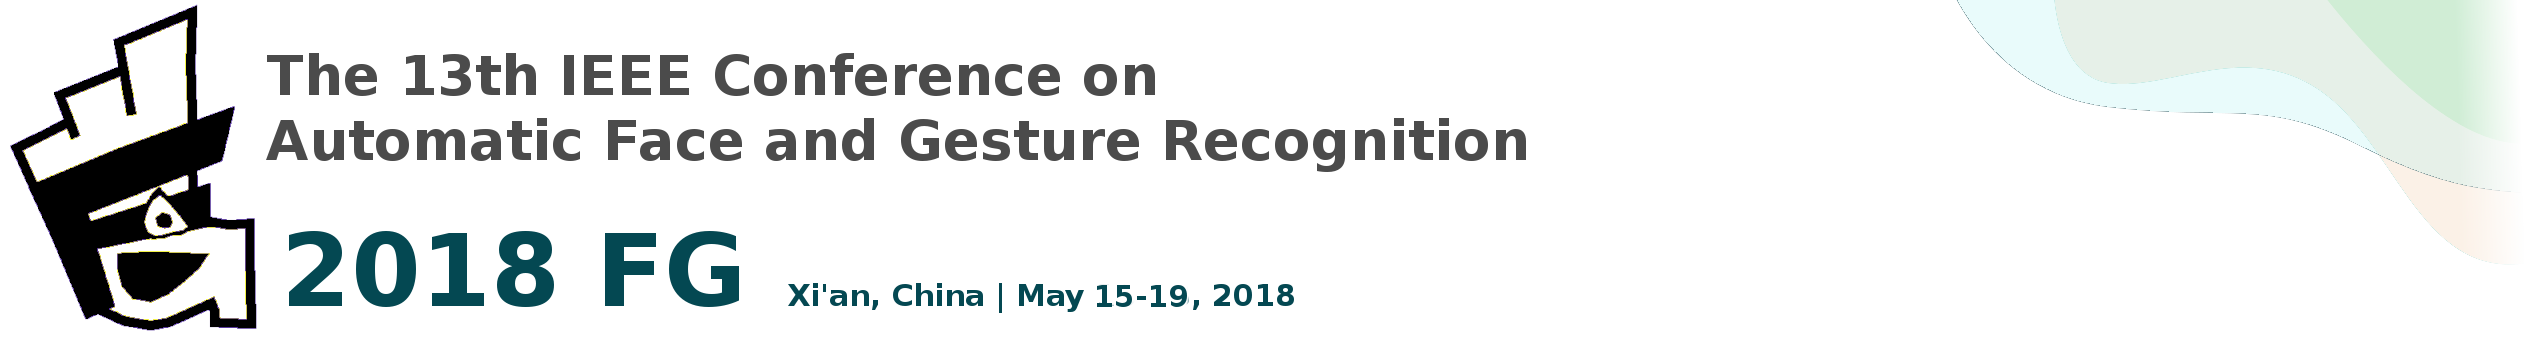 The 13th IEEE Conference on
Automatic Face and Gesture Recognition
2018 FG Xi'an, China | May 15-19, 2018